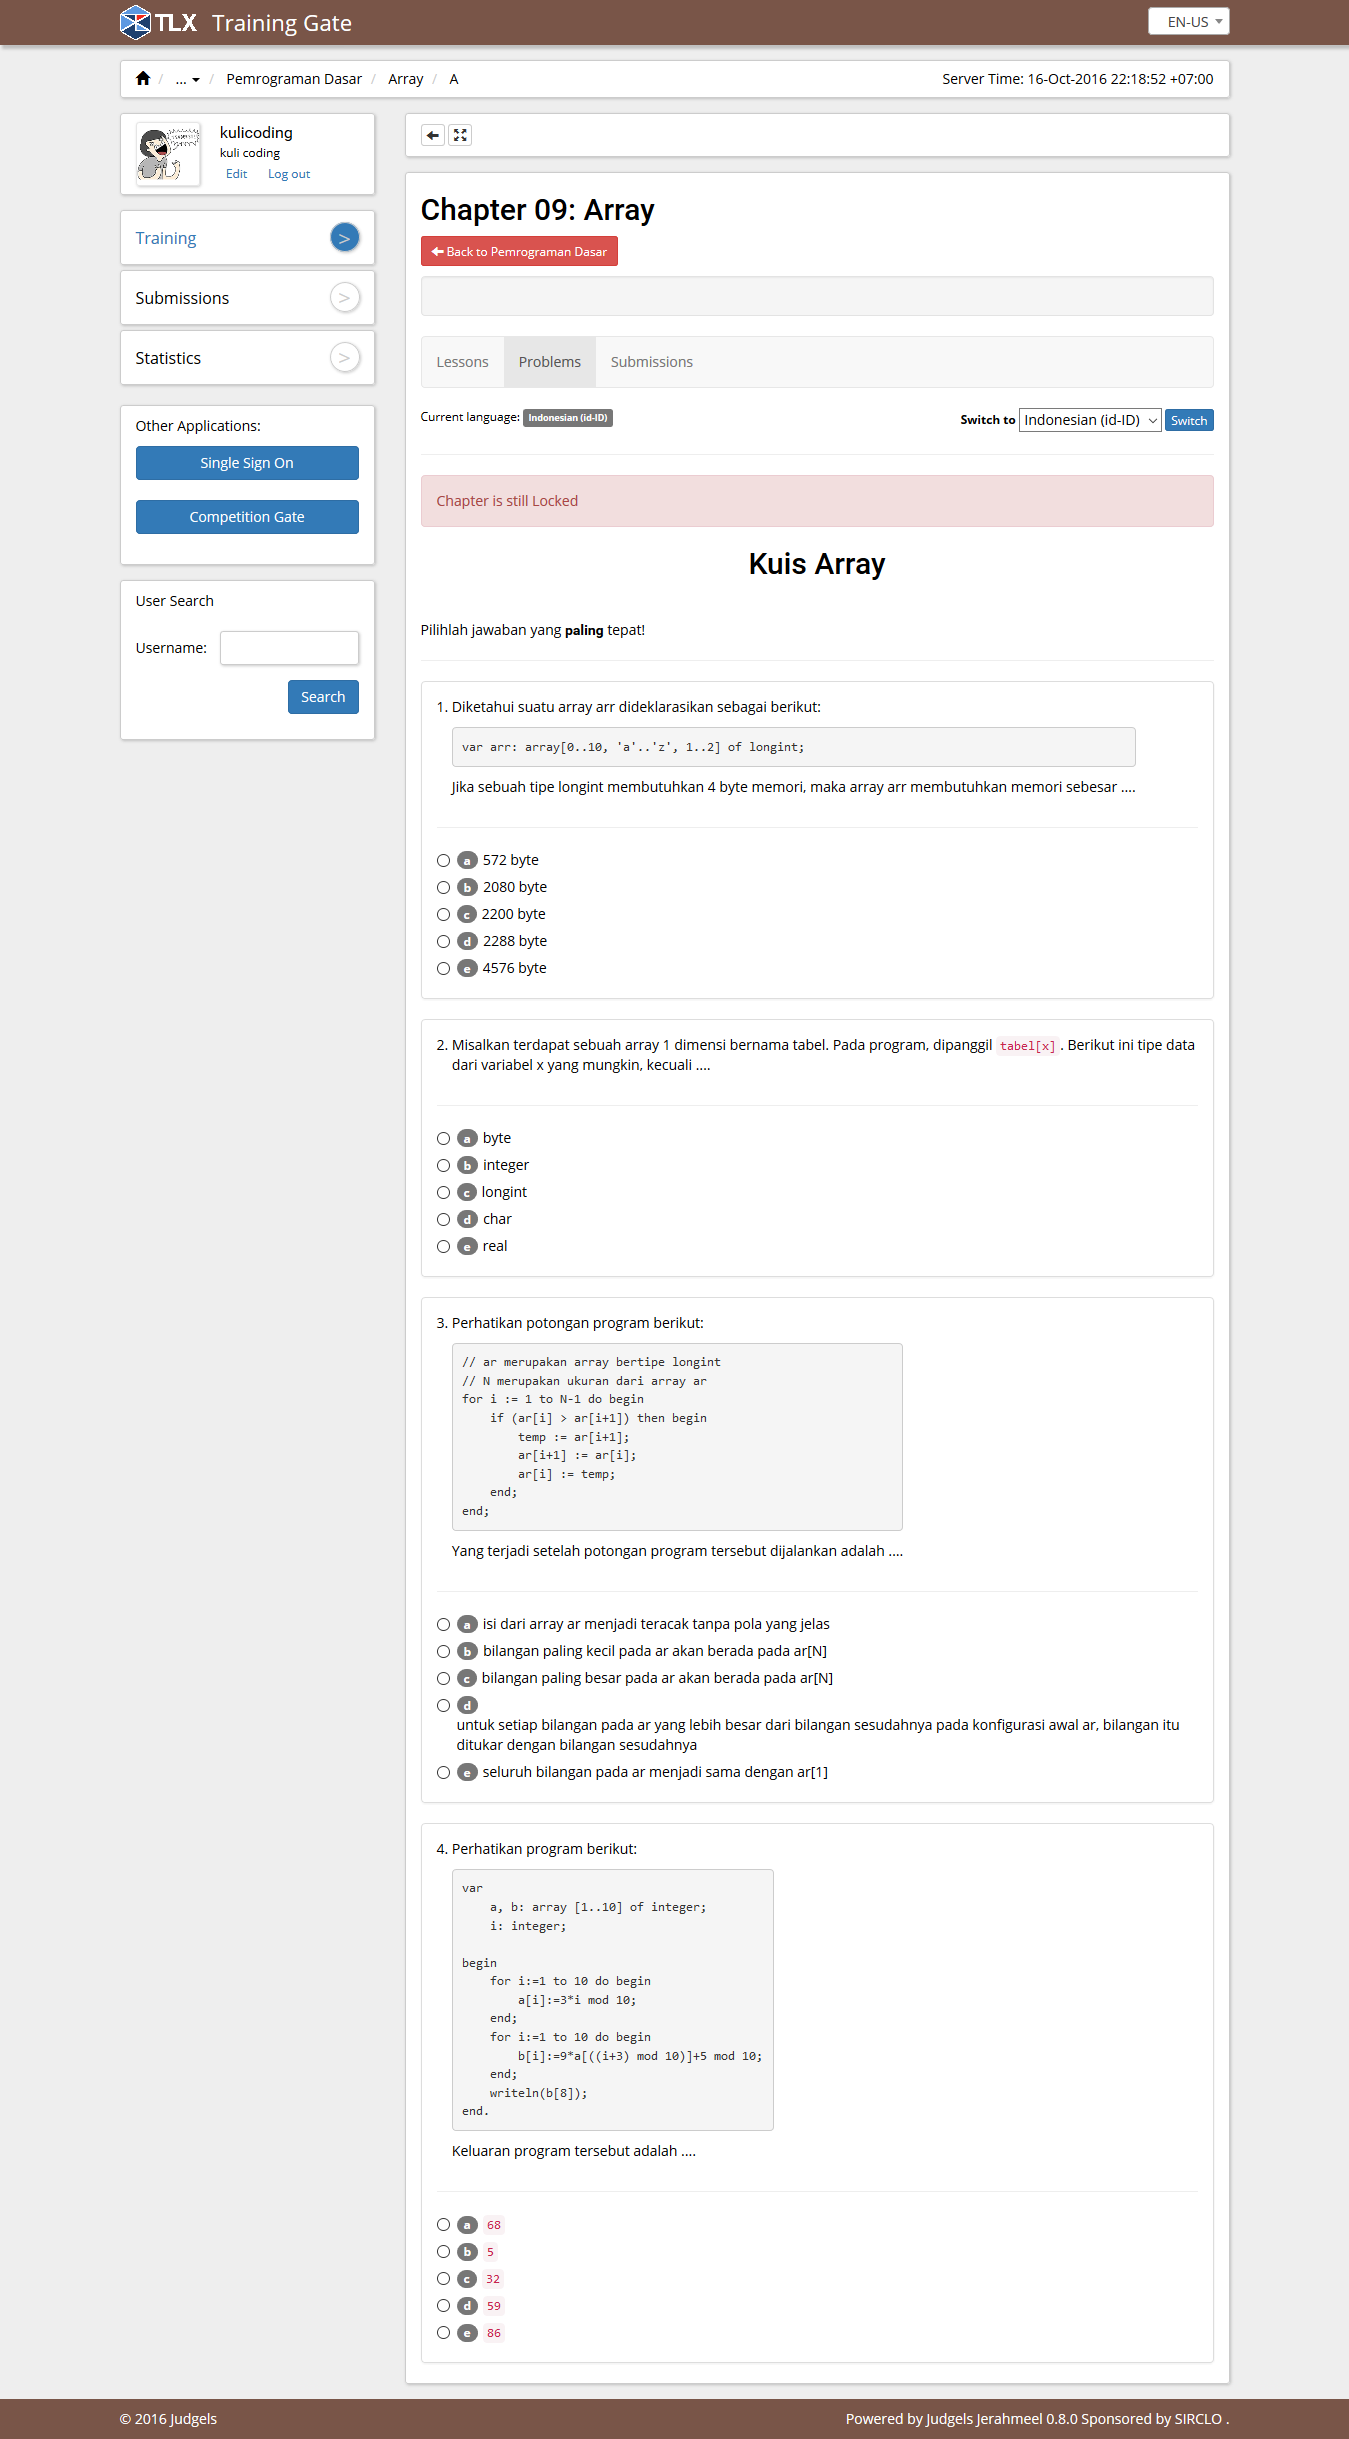 TLX Training Gate
EN-US
... Pemrograman Dasar / Array / A
Server Time: 16-Oct-2016 22:18:52 +07:00
kulicoding
kuli coding
Edit Log out
Training >
Submissions >
Statistics >
Other Applications:
Single Sign On
Competition Gate
User Search
Username:
Search
Chapter 09: Array
Back to Pemrograman Dasar
Lessons Problems Submissions
Current language: Indonesian (id-ID)
Switch to Indonesian (id-ID) Switch
Chapter is still Locked
Kuis Array
Pilihlah jawaban yang paling tepat!
1. Diketahui suatu array arr dideklarasikan sebagai berikut:
var arr: array[0..10, 'a'..'z', 1..2] of longint;
Jika sebuah tipe longint membutuhkan 4 byte memori, maka array arr membutuhkan memori sebesar ....
a 572 byte
b 2080 byte
c 2200 byte
d 2288 byte
e 4576 byte
2. Misalkan terdapat sebuah array 1 dimensi bernama tabel. Pada program, dipanggil tabel[x]. Berikut ini tipe data
dari variabel x yang mungkin, kecuali ....
a byte
b integer
c longint
d char
e real
3. Perhatikan potongan program berikut:
// ar merupakan array bertipe longint
// N merupakan ukuran dari array ar
for i := 1 to N-1 do begin
if (ar[i] > ar[i+1]) then begin
temp := ar[i+1];
ar[i+1] := ar[i];
ar[i] := temp;
end;
end;
Yang terjadi setelah potongan program tersebut dijalankan adalah ....
a isi dari array ar menjadi teracak tanpa pola yang jelas
b bilangan paling kecil pada ar akan berada pada ar[N]
c bilangan paling besar pada ar akan berada pada ar[N]
d
untuk setiap bilangan pada ar yang lebih besar dari bilangan sesudahnya pada konfigurasi awal ar, bilangan itu
ditukar dengan bilangan sesudahnya
e seluruh bilangan pada ar menjadi sama dengan ar[1]
4. Perhatikan program berikut:
var
a, b: array [1..10] of integer;
i: integer;
begin
for i:=1 to 10 do begin
a[i]:=3*i mod 10;
end;
for i:=1 to 10 do begin
b[i]:=9*a[((i+3) mod 10)]+5 mod 10;
end;
writeln(b[8]);
end.
Keluaran program tersebut adalah ....
a 68
b 5
c 32
d 59
e 86
© 2016 Judgels
Powered by Judgels Jerahmeel 0.8.0 Sponsored by SIRCLO .